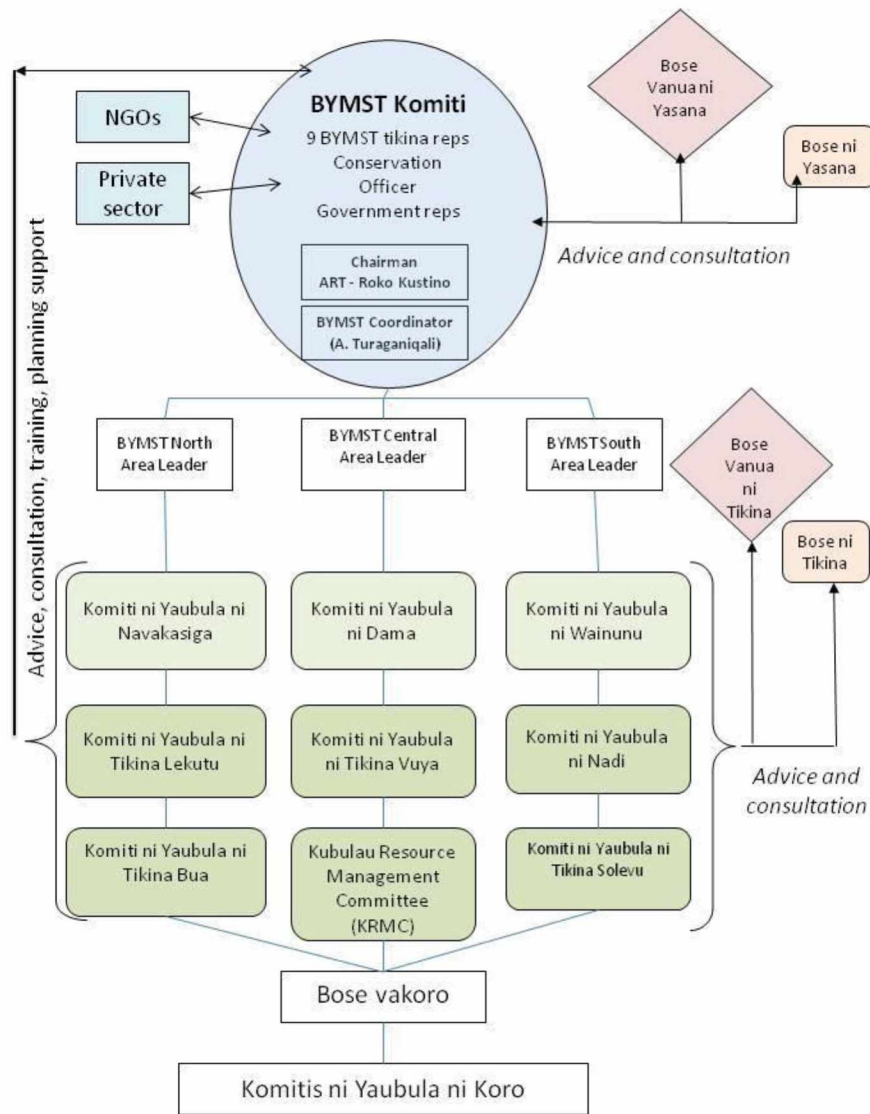 BYMST Komiti
9 BYMST tikina reps
Conservation
Officer
Government reps
Chairman
ART - Roko Kustino
BYMST Coordinator
(A. Turaganiqali)
NGOs
Private
sector
Bose
Vanua ni
Yasana
Bose ni
Yasana
Advice and consultation
Advice, consultation, training, planning support
BYMST North
Area Leader
BYMST Central
Area Leader
BYMST South
Area Leader
Bose
Vanua
ni
Tikina
Bose ni
Tikina
Komiti ni Yaubula ni
Navakasiga
Komiti ni Yaubula
ni Dama
Komiti ni Yaubula
ni Wainunu
Komiti ni Yaubula ni
Tikina Lekutu
Komiti ni Yaubula
ni Tikina Vuya
Komiti ni Yaubula
ni Nadi
Advice and
consultation
Komiti ni Yaubula ni
Tikina Bua
Kubulau Resource
Management
Committee
(KRMC)
Komiti ni Yaubula ni
Tikina Solevu
Bose vakoro
Komitis ni Yaubula ni Koro